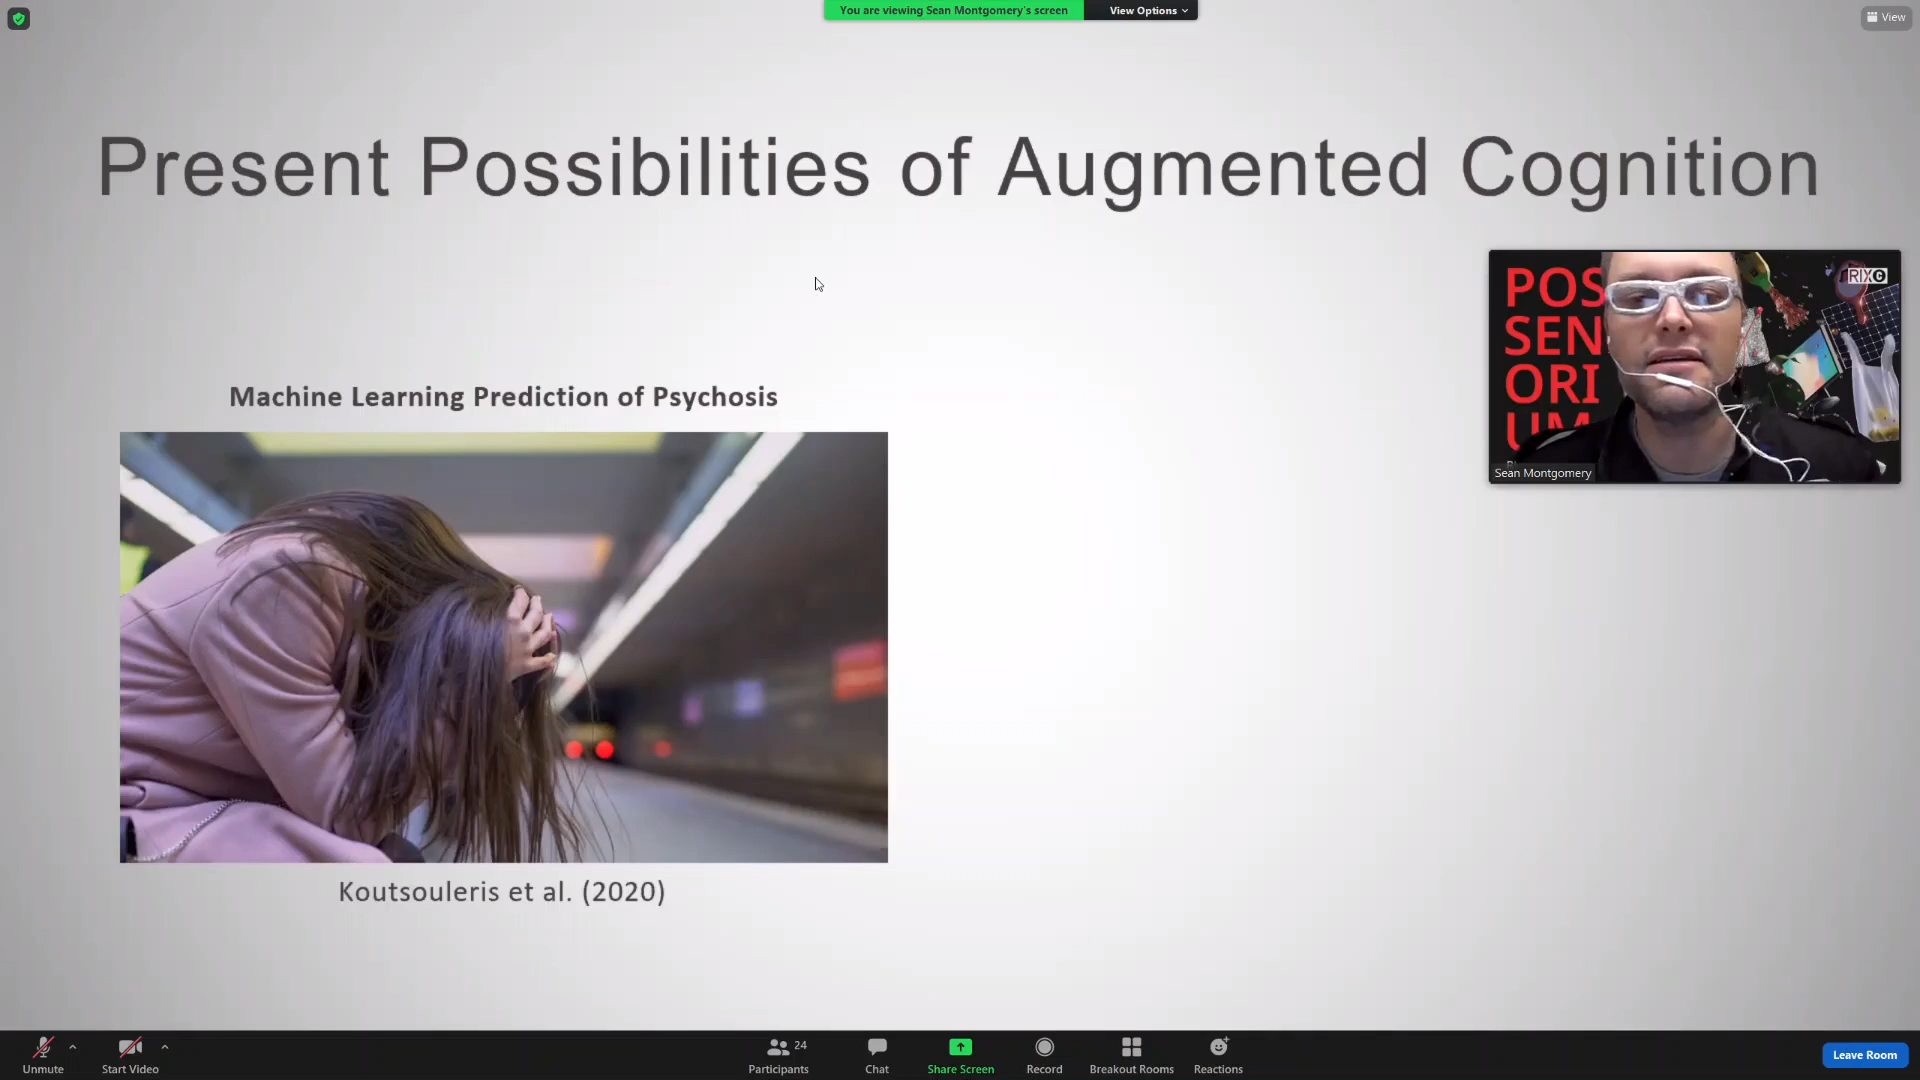 You are viewing Sean Montgomery's screen
View Options
View
Present Possibilities of Augmented Cognition
Machine Learning Prediction of Psychosis
Koutsouleris et al. (2020)
POS
SEN
ORI
UM
RIXC
Sean Montgomery
Unmute
Start Video
24
Participants
Chat
Share Screen
Record
Breakout Rooms
Reactions
Leave Room